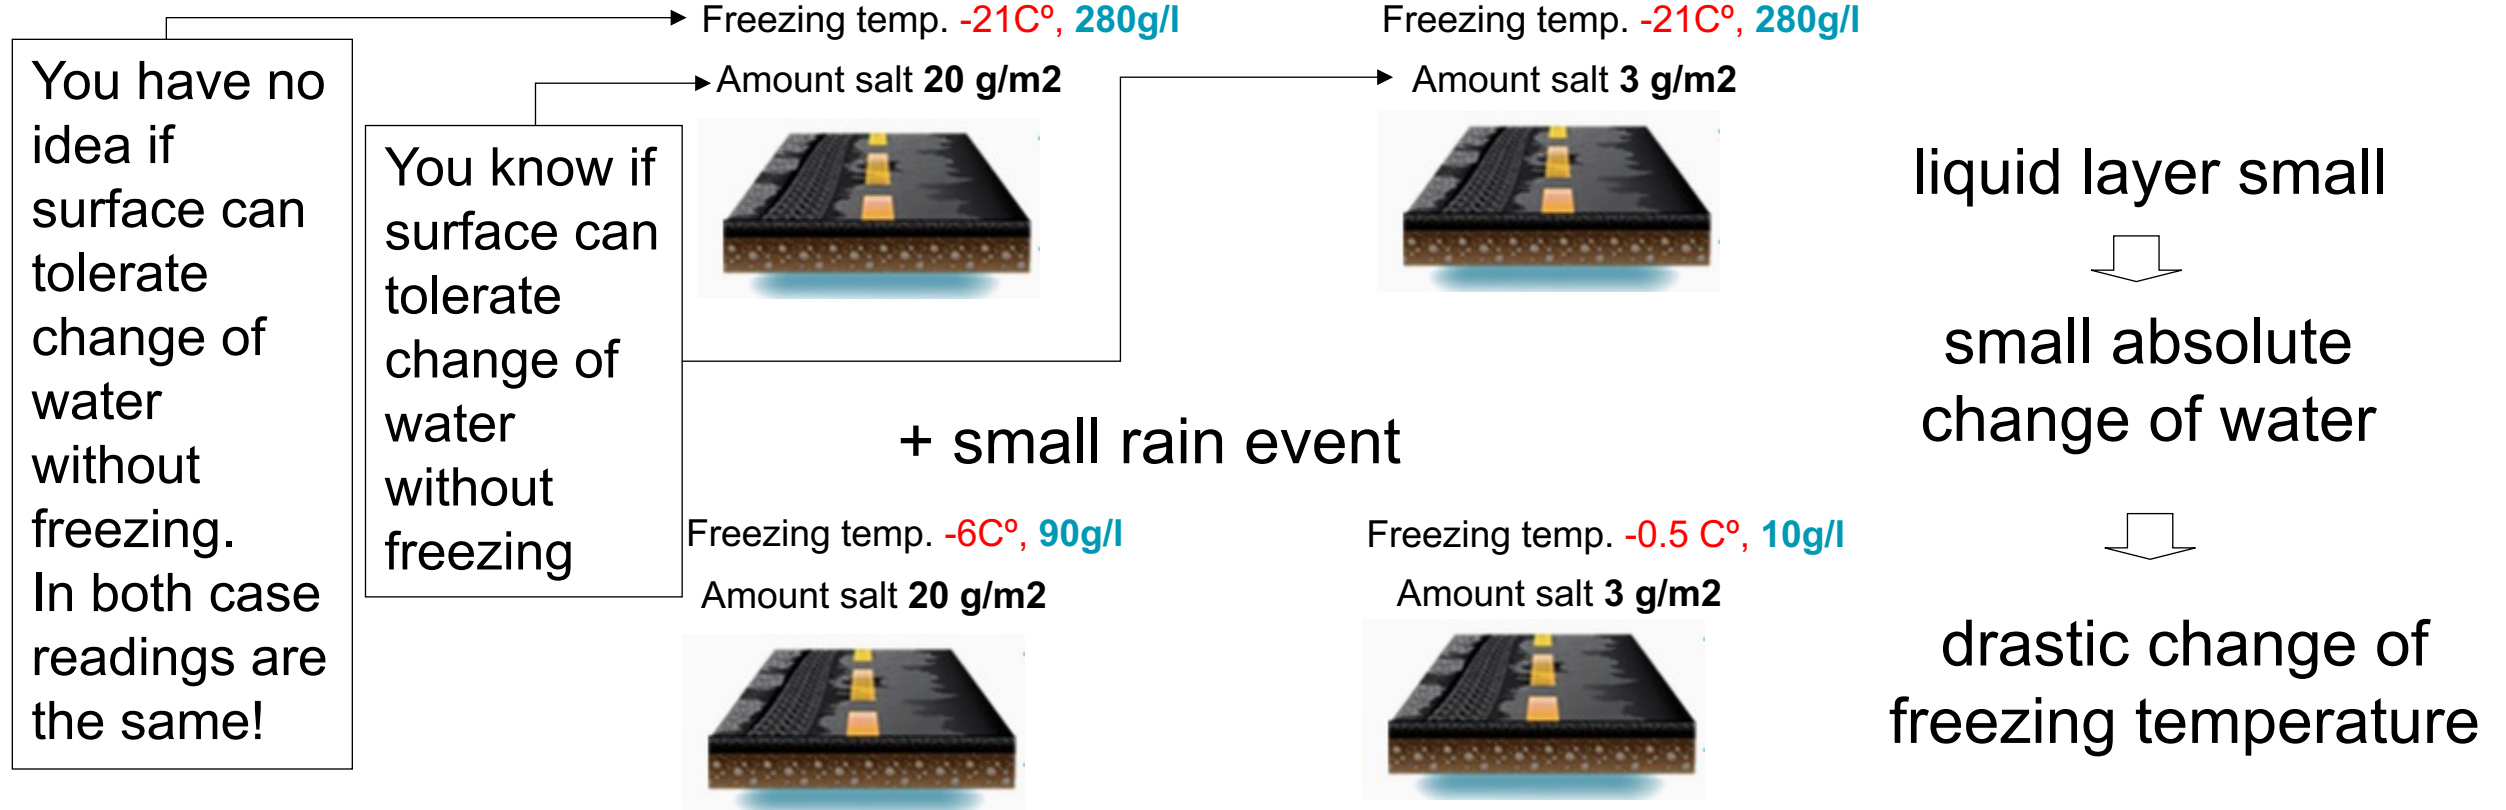 You have no
idea if
surface can
tolerate
change of
water
without
freezing.
In both case
readings are
the same!
You know if
surface can
tolerate
change of
water
without
freezing
Freezing temp. -21Cº, 280g/l
Amount salt 20 g/m2
Freezing temp. -21Cº, 280g/l
Amount salt 3 g/m2
+ small rain event
Freezing temp. -6Cº, 90g/l
Amount salt 20 g/m2
Freezing temp. -0.5 Cº, 10g/l
Amount salt 3 g/m2
liquid layer small
small absolute
change of water
drastic change of
freezing temperature